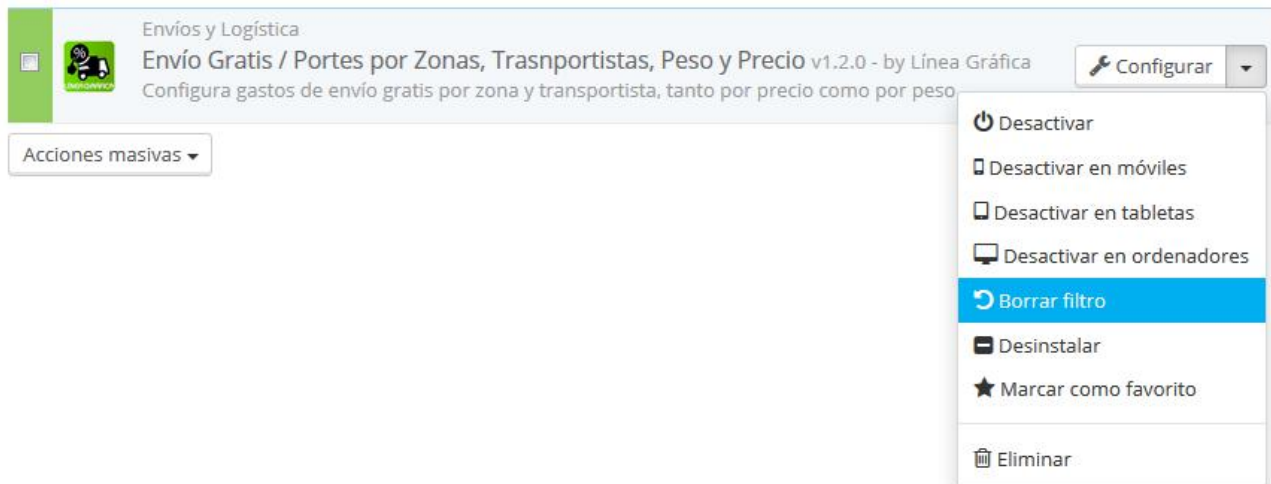 Envíos y Logística
Envío Gratis / Portes por Zonas, Trasnportistas, Peso y Precio v1.2.0 - by Línea Gráfica
Configurar
Configura gastos de envío gratis por zona y transportista, tanto por precio como por peso
Desactivar
Acciones masivas
Desactivar en móviles
Desactivar en tabletas
Desactivar en ordenadores
Borrar filtro
Desinstalar
Marcar como favorito
Eliminar